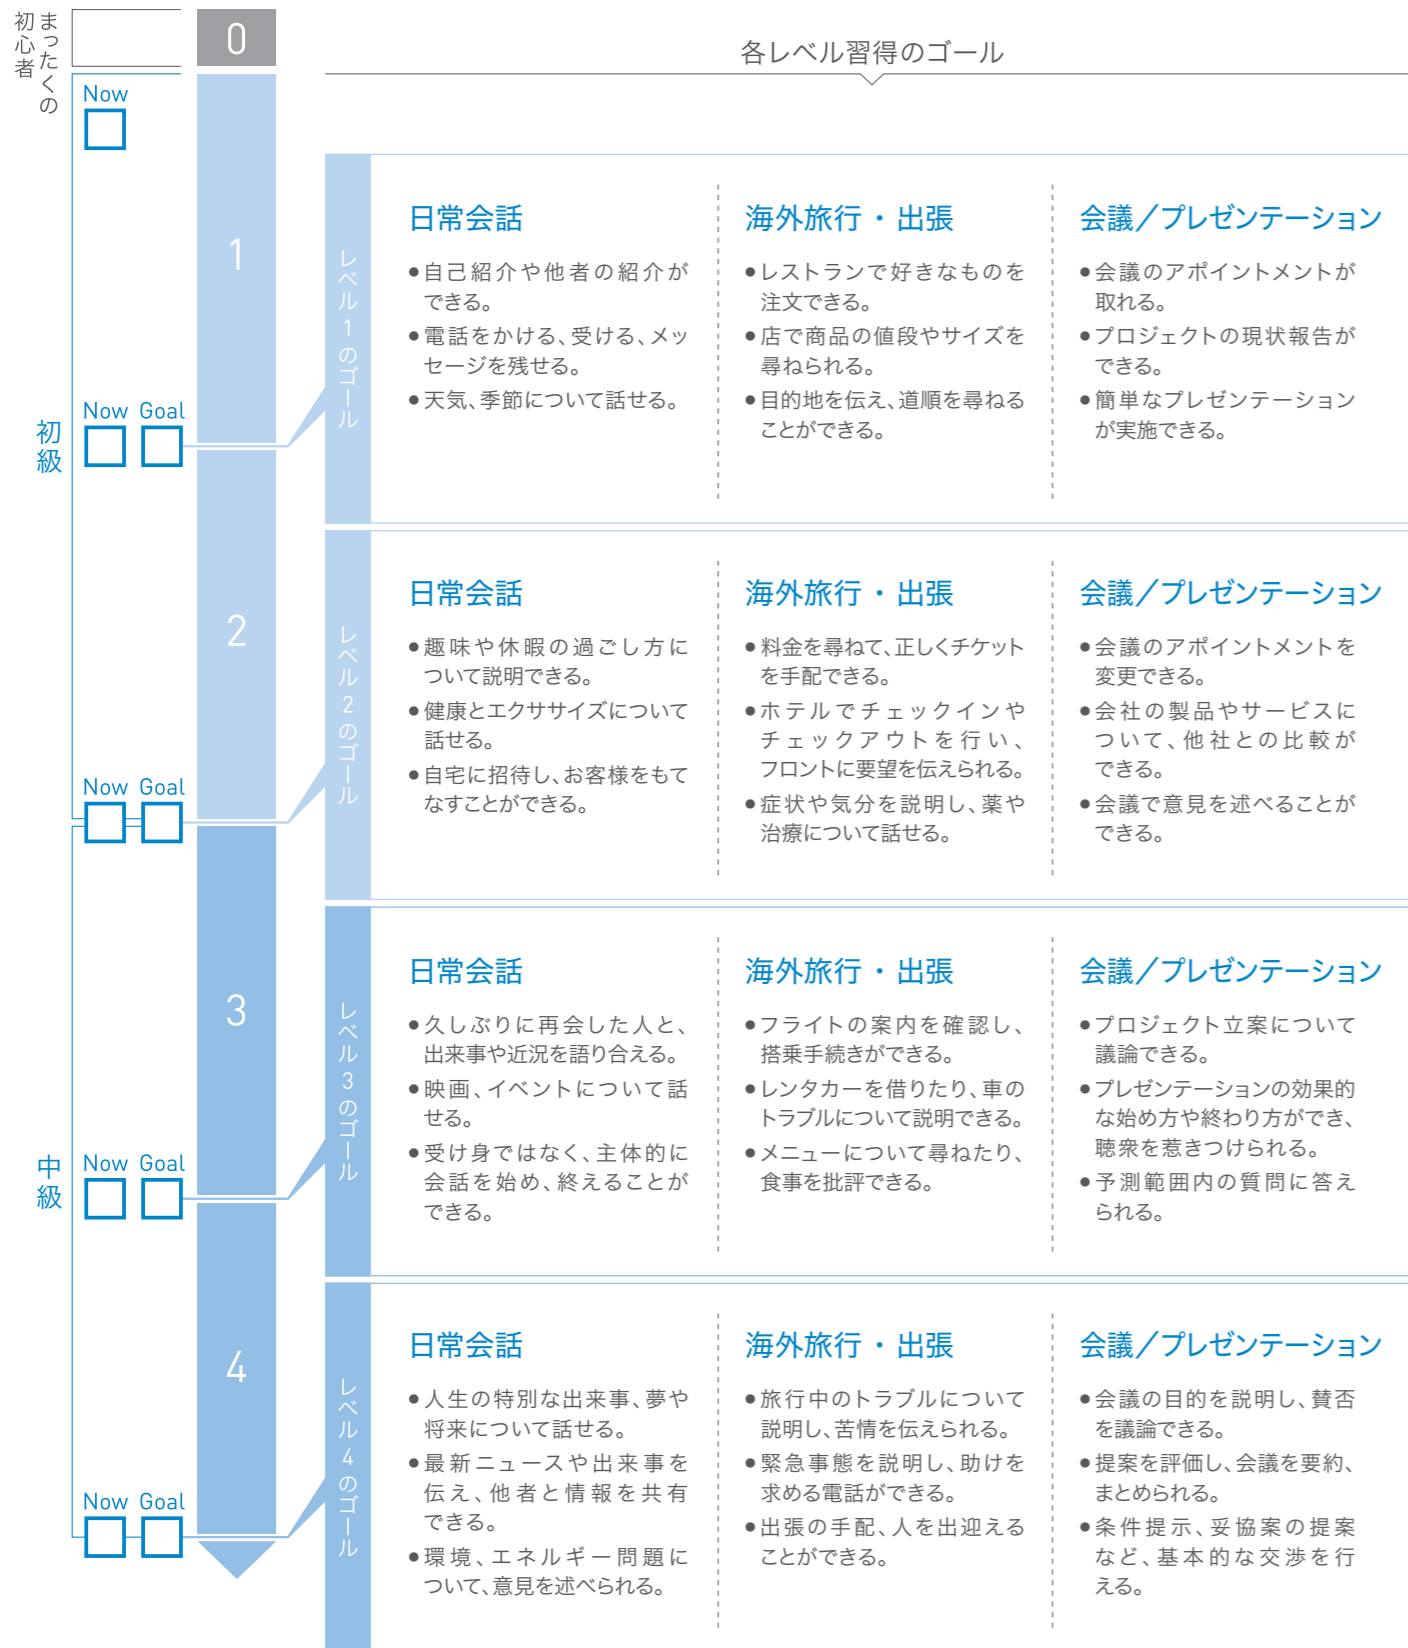 まったくの
初心者
0
各レベル習得のゴール
Now
1
Now Goal
初級
レベル1のゴール
日常会話
●自己紹介や他者の紹介が
できる。
●電話をかける、受ける、メッ
セージを残せる。
●天気、季節について話せる。
海外旅行・出張
●レストランで好きなものを
注文できる。
●店で商品の値段やサイズを
尋ねられる。
●目的地を伝え、道順を尋ねる
ことができる。
会議／プレゼンテーション
●会議のアポイントメントが
取れる。
●プロジェクトの現状報告が
できる。
●簡単なプレゼンテーション
が実施できる。
2
Now Goal
レベル2のゴール
日常会話
●趣味や休暇の過ごし方に
ついて説明できる。
●健康とエクササイズについて
話せる。
●自宅に招待し、お客様をもて
なすことができる。
海外旅行・出張
●料金を尋ねて、正しくチケット
を手配できる。
●ホテルでチェックインや
チェックアウトを行い、
フロントに要望を伝えられる。
●症状や気分を説明し、薬や
治療について話せる。
会議／プレゼンテーション
●会議のアポイントメントを
変更できる。
●会社の製品やサービスに
ついて、他社との比較が
できる。
●会議で意見を述べることが
できる。
3
Now Goal
中級
レベル3のゴール
日常会話
●久しぶりに再会した人と、
出来事や近況を語り合える。
●映画、イベントについて話
せる。
●受け身ではなく、主体的に
会話を始め、終えることが
できる。
海外旅行・出張
●フライトの案内を確認し、
搭乗手続きができる。
●レンタカーを借りたり、車の
トラブルについて説明できる。
●メニューについて尋ねたり、
食事を批評できる。
会議／プレゼンテーション
●プロジェクト立案について
議論できる。
●プレゼンテーションの効果的
な始め方や終わり方ができ、
聴衆を惹きつけられる。
●予測範囲内の質問に答え
られる。
4
Now Goal
レベル4のゴール
日常会話
●人生の特別な出来事、夢や
将来について話せる。
●最新ニュースや出来事を
伝え、他者と情報を共有
できる。
●環境、エネルギー問題に
ついて、意見を述べられる。
海外旅行・出張
●旅行中のトラブルについて
説明し、苦情を伝えられる。
●緊急事態を説明し、助けを
求める電話ができる。
●出張の手配、人を出迎える
ことができる。
会議／プレゼンテーション
●会議の目的を説明し、賛否
を議論できる。
●提案を評価し、会議を要約、
まとめられる。
●条件提示、妥協案の提案
など、基本的な交渉を行
える。